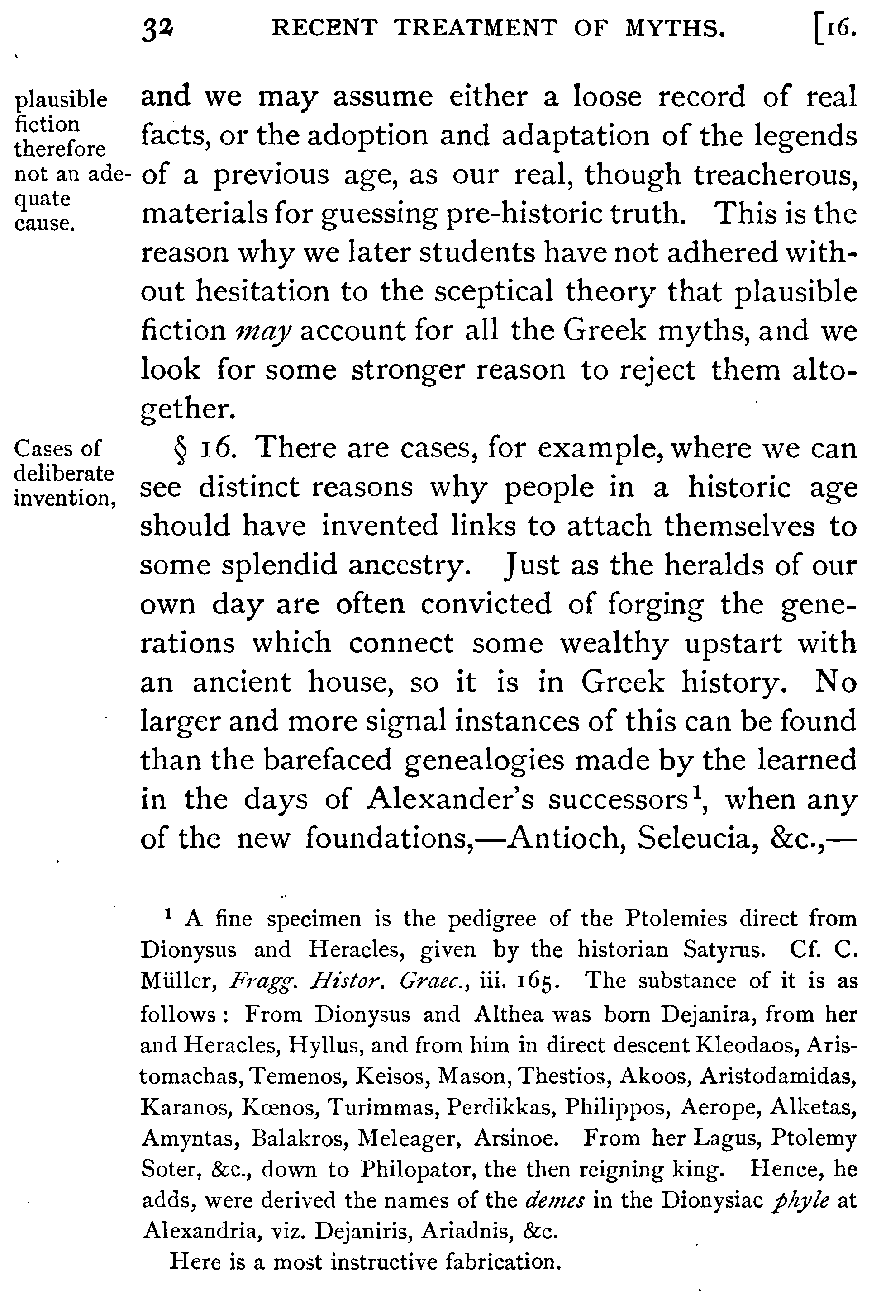 32 RECENT TREATMENT OF MYTHS. [16.
plausible
fiction
therefore
not an ade-
quate
cause.
and we may assume either a loose record of real
facts, or the adoption and adaptation of the legends
of a previous age, as our real, though treacherous,
materials for guessing pre-historic truth. This is the
reason why we later students have not adhered with-
out hesitation to the sceptical theory that plausible
fiction may account for all the Greek myths, and we
look for some stronger reason to reject them alto-
gether.
Cases of
deliberate
invention,
§ 16. There are cases, for example, where we can
see distinct reasons why people in a historic age
should have invented links to attach themselves to
some splendid ancestry. Just as the heralds of our
own day are often convicted of forging the gene-
rations which connect some wealthy upstart with
an ancient house, so it is in Greek history. No
larger and more signal instances of this can be found
than the barefaced genealogies made by the learned
in the days of Alexander's successors¹, when any
of the new foundations,—Antioch, Seleucia, &c.,—
¹ A fine specimen is the pedigree of the Ptolemies direct from
Dionysus and Heracles, given by the historian Satyrus. Cf. C.
Müller, Fragg. Histor. Graec., iii. 165. The substance of it is as
follows: From Dionysus and Althea was born Dejanira, from her
and Heracles, Hyllus, and from him in direct descent Kleodaos, Aris-
tomachas, Temenos, Keisos, Mason, Thestios, Akoos, Aristodamidas,
Karanos, Kœnos, Turimmas, Perdikkas, Philippos, Aerope, Alketas,
Amyntas, Balakros, Meleager, Arsinoe. From her Lagus, Ptolemy
Soter, &c., down to Philopator, the then reigning king. Hence, he
adds, were derived the names of the demes in the Dionysiac phyle at
Alexandria, viz. Dejaniris, Ariadnis, &c.
Here is a most instructive fabrication.